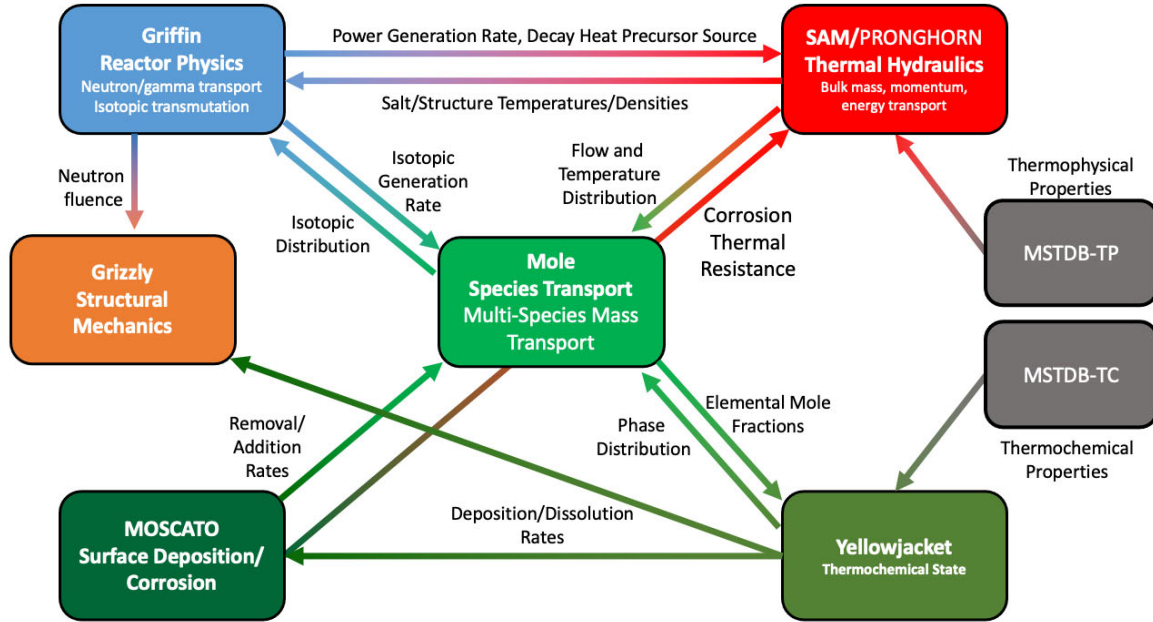 Griffin
Reactor Physics
Neutron/gamma transport
Isotopic transmutation
Power Generation Rate, Decay Heat Precursor Source
Salt/Structure Temperatures/Densities
SAM/PRONGHORN
Thermal Hydraulics
Bulk mass, momentum,
energy transport
Neutron
fluence
Isotopic
Generation
Rate
Isotopic
Distribution
Flow and
Temperature
Distribution
Corrosion
Thermal
Resistance
Thermophysical
Properties
MSTDB-TP
Grizzly
Structural
Mechanics
Mole
Species Transport
Multi-Species Mass
Transport
MSTDB-TC
Thermochemical
Properties
Removal/
Addition
Rates
Phase
Distribution
Elemental Mole
Fractions
MOSCATO
Surface Deposition/
Corrosion
Deposition/Dissolution
Rates
Yellowjacket
Thermochemical State